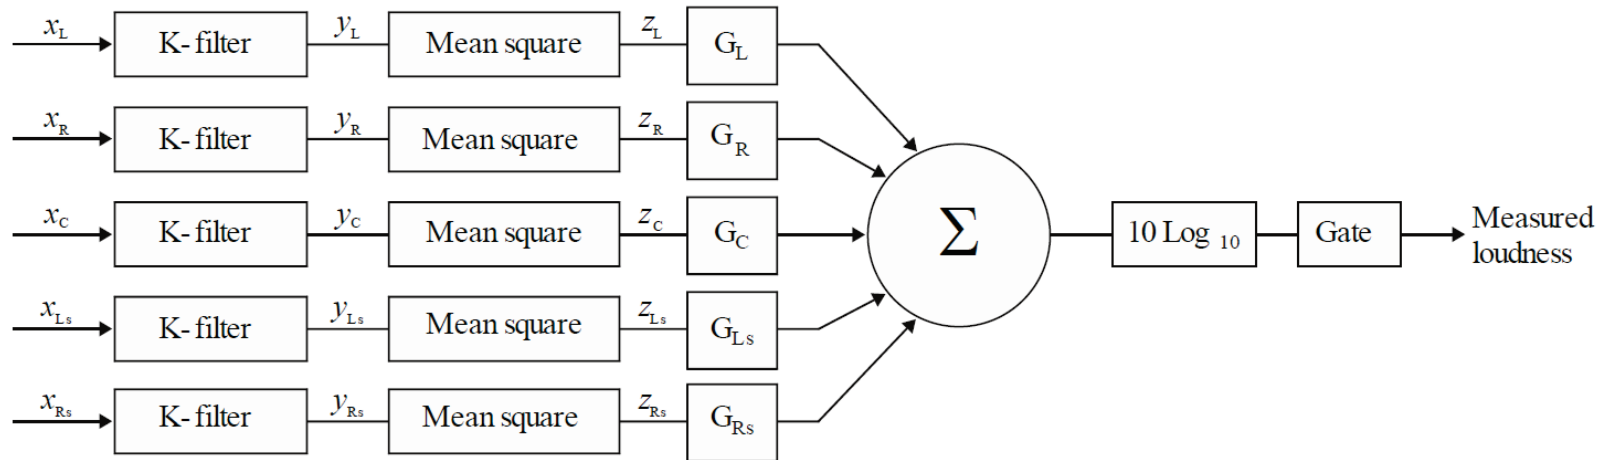 x_L K-filter y_L Mean square z_L G_L
x_R K-filter y_R Mean square z_R G_R
x_C K-filter y_C Mean square z_C G_C
x_Ls K-filter y_Ls Mean square z_Ls G_Ls
x_Rs K-filter y_Rs Mean square z_Rs G_Rs
Σ
10 Log 10
Gate
Measured
loudness